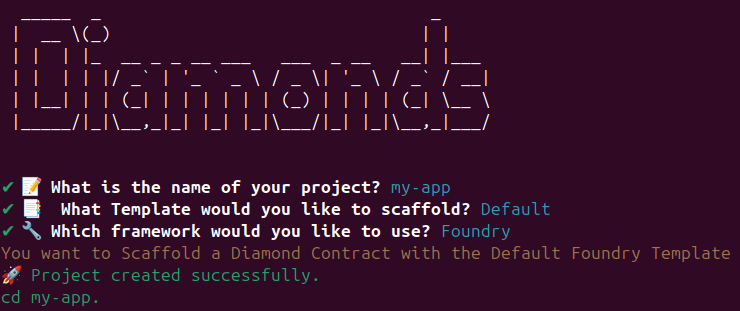 Diamonds
✔ 📝 What is the name of your project? my-app
✔ 📑 What Template would you like to scaffold? Default
✔ 🔧 Which framework would you like to use? Foundry
You want to Scaffold a Diamond Contract with the Default Foundry Template
🚀 Project created successfully.
cd my-app.